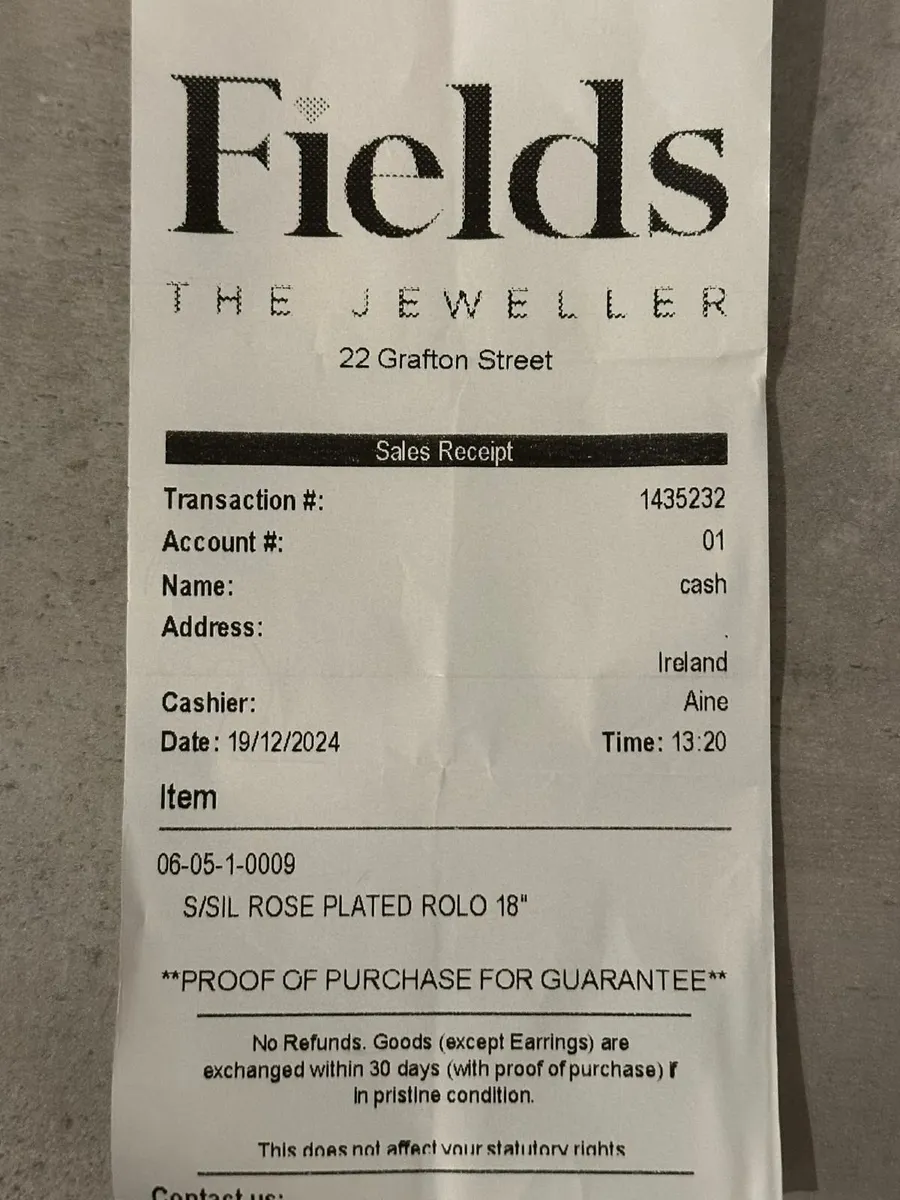 Fields
THE JEWELLER
22 Grafton Street
Sales Receipt
Transaction #: 1435232
Account #: 01
Name: cash
Address: .
Ireland
Cashier: Aine
Date: 19/12/2024 Time: 13:20
Item
06-05-1-0009
S/SIL ROSE PLATED ROLO 18"
**PROOF OF PURCHASE FOR GUARANTEE**
No Refunds. Goods (except Earrings) are
exchanged within 30 days (with proof of purchase) if
in pristine condition.
This does not affect your statutory rights
Contact us: